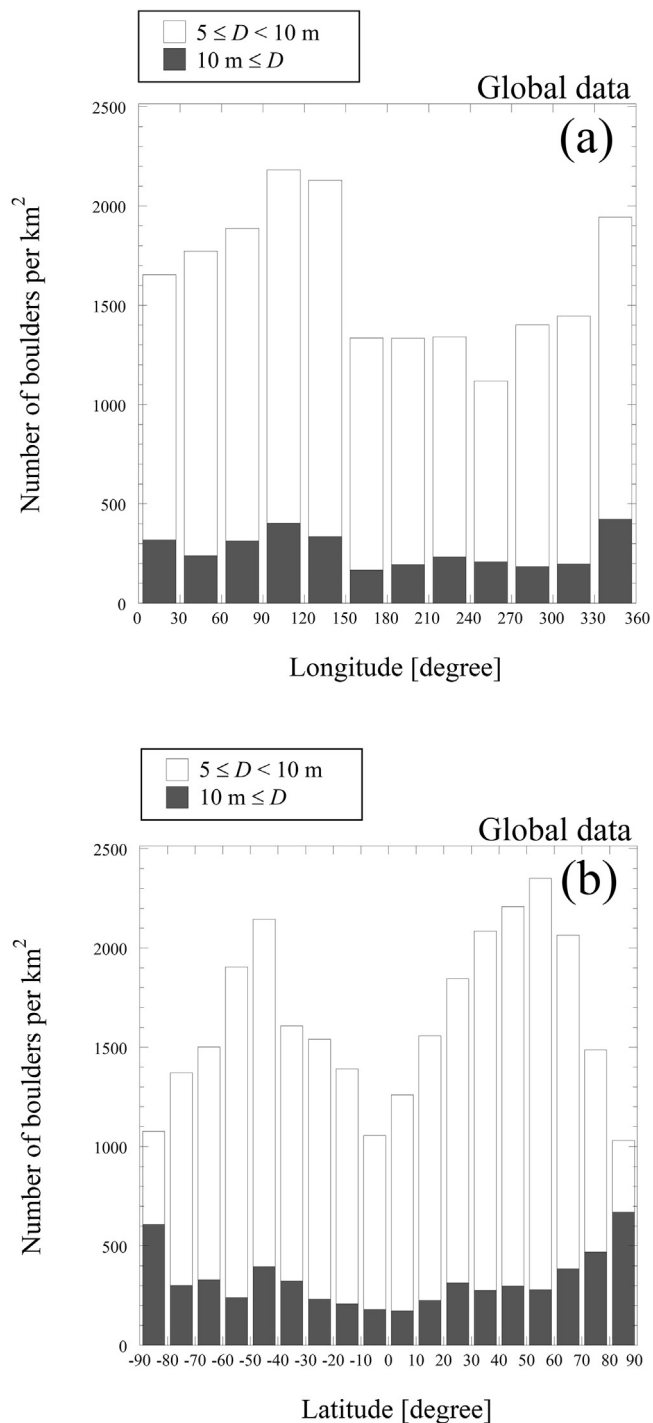 5 ≤ D < 10 m
10 m ≤ D
Global data
(a)
2500
2000
1500
1000
500
0
Number of boulders per km²
0 30 60 90 120 150 180 210 240 270 300 330 360
Longitude [degree]
5 ≤ D < 10 m
10 m ≤ D
Global data
(b)
2500
2000
1500
1000
500
0
Number of boulders per km²
-90 -80 -70 -60 -50 -40 -30 -20 -10 0 10 20 30 40 50 60 70 80 90
Latitude [degree]